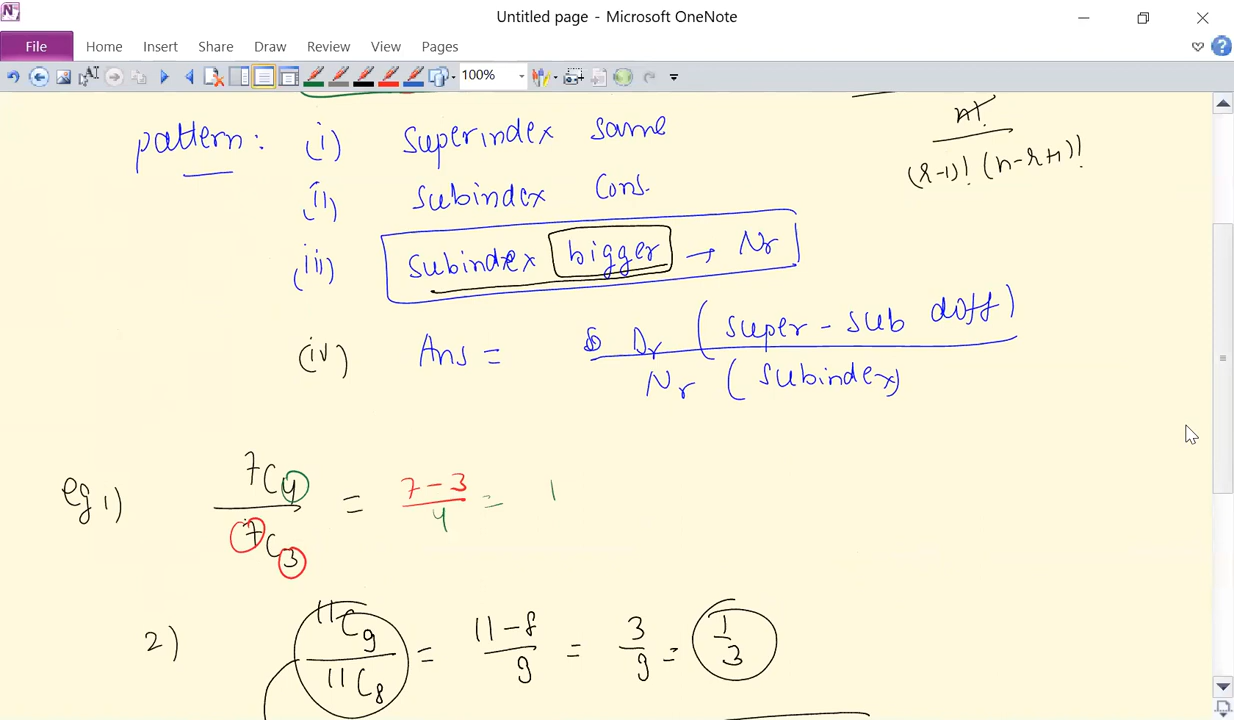 Untitled page - Microsoft OneNote
File Home Insert Share Draw Review View Pages
100%
n!
(r-1)! (n-r+1)!
pattern: (i) Superindex same
(ii) Subindex Cons.
(iii) Subindex bigger → Nr
(iv) Ans = Dr (super - sub diff)
Nr (subindex)
eg 1) 7C4 / 7C3 = 7-3 / 4 = 1
2) 11C9 / 11C8 = 11-8 / 9 = 3/9 = 1/3